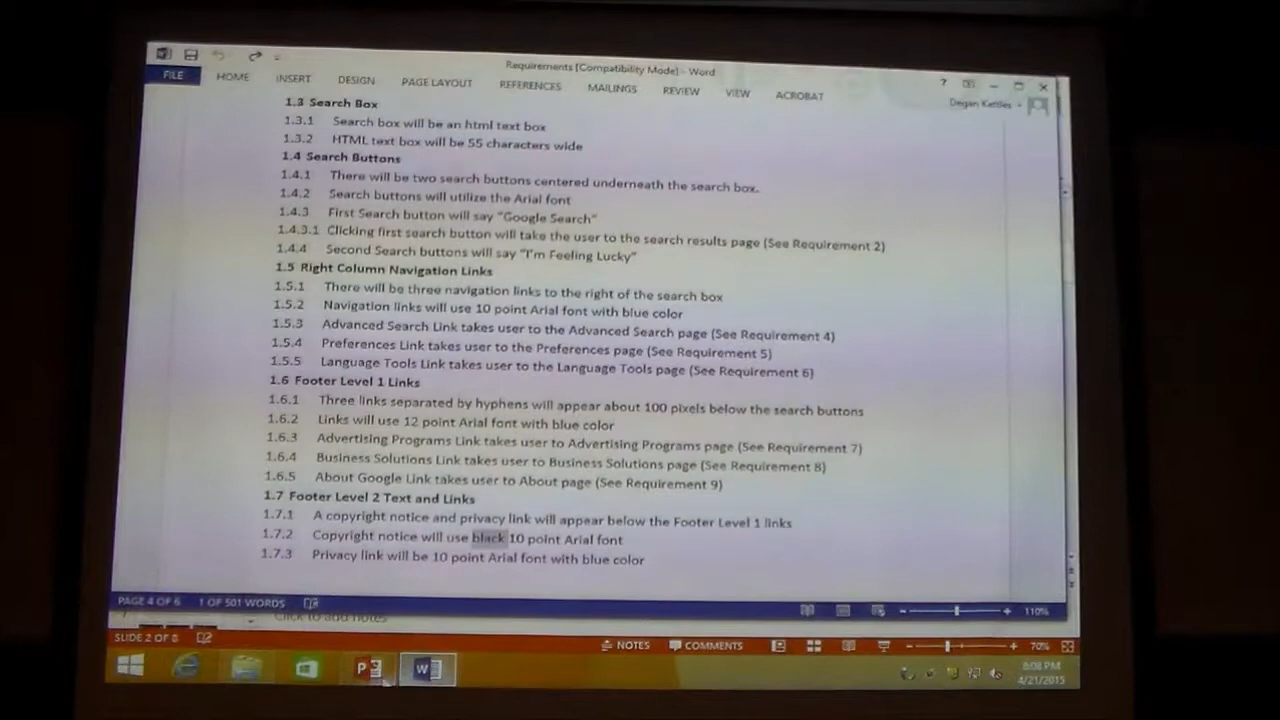 Requirements [Compatibility Mode] - Word
FILE HOME INSERT DESIGN PAGE LAYOUT REFERENCES MAILINGS REVIEW VIEW ACROBAT
Degan Kettles
1.3 Search Box
1.3.1 Search box will be an html text box
1.3.2 HTML text box will be 55 characters wide
1.4 Search Buttons
1.4.1 There will be two search buttons centered underneath the search box.
1.4.2 Search buttons will utilize the Arial font
1.4.3 First Search button will say "Google Search"
1.4.3.1 Clicking first search button will take the user to the search results page (See Requirement 2)
1.4.4 Second Search buttons will say "I'm Feeling Lucky"
1.5 Right Column Navigation Links
1.5.1 There will be three navigation links to the right of the search box
1.5.2 Navigation links will use 10 point Arial font with blue color
1.5.3 Advanced Search Link takes user to the Advanced Search page (See Requirement 4)
1.5.4 Preferences Link takes user to the Preferences page (See Requirement 5)
1.5.5 Language Tools Link takes user to the Language Tools page (See Requirement 6)
1.6 Footer Level 1 Links
1.6.1 Three links separated by hyphens will appear about 100 pixels below the search buttons
1.6.2 Links will use 12 point Arial font with blue color
1.6.3 Advertising Programs Link takes user to Advertising Programs page (See Requirement 7)
1.6.4 Business Solutions Link takes user to Business Solutions page (See Requirement 8)
1.6.5 About Google Link takes user to About page (See Requirement 9)
1.7 Footer Level 2 Text and Links
1.7.1 A copyright notice and privacy link will appear below the Footer Level 1 links
1.7.2 Copyright notice will use black 10 point Arial font
1.7.3 Privacy link will be 10 point Arial font with blue color
PAGE 4 OF 6 1 OF 501 WORDS 110%
Click to add notes
SLIDE 2 OF 8 NOTES COMMENTS 70%
8:08 PM
4/21/2015